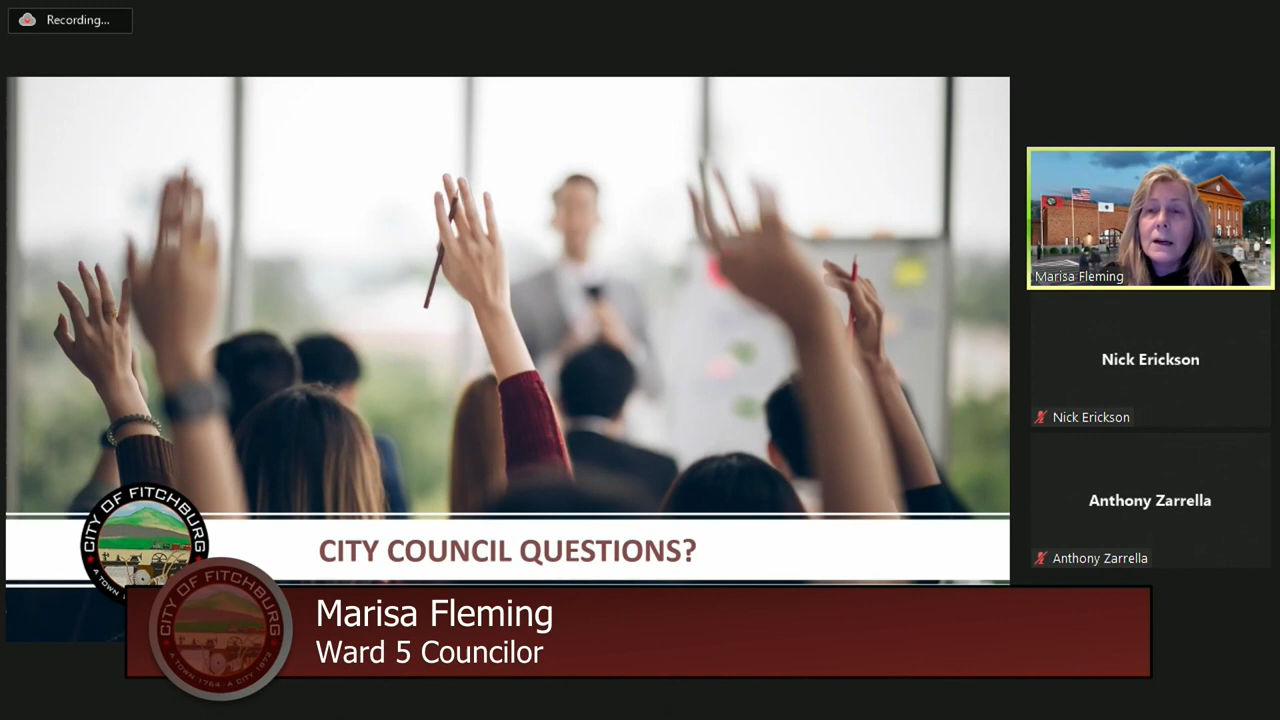 Recording...
CITY OF FITCHBURG
A TOWN
CITY COUNCIL QUESTIONS?
CITY OF FITCHBURG
A TOWN 1764 · A CITY 1872
Marisa Fleming
Ward 5 Councilor
Marisa Fleming
Nick Erickson
Nick Erickson
Anthony Zarrella
Anthony Zarrella